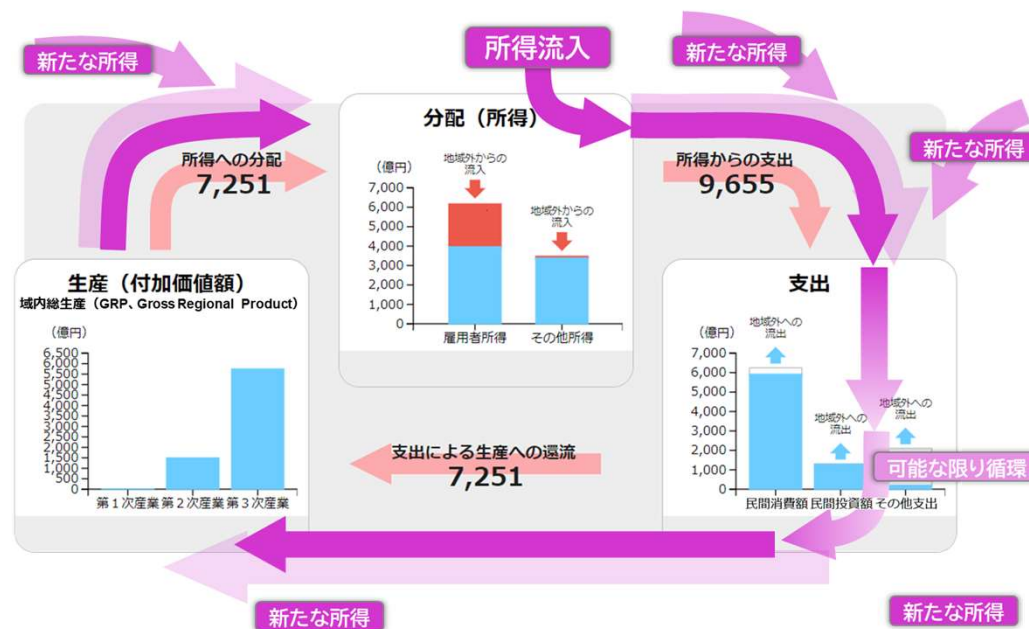 新たな所得
所得流入
新たな所得
新たな所得
分配（所得）
（億円）
地域外からの
流入
地域外からの
流入
7,000
6,000
5,000
4,000
3,000
2,000
1,000
0
雇用者所得
その他所得
所得への分配
7,251
所得からの支出
9,655
生産（付加価値額）
域内総生産（GRP、Gross Regional Product）
（億円）
6,500
6,000
5,500
5,000
4,500
4,000
3,500
3,000
2,500
2,000
1,500
1,000
500
0
第１次産業
第２次産業
第３次産業
支出
（億円）
地域外への
流出
地域外への
流出
地域外への
流出
7,000
6,000
5,000
4,000
3,000
2,000
1,000
0
民間消費額
民間投資額
その他支出
可能な限り循環
支出による生産への還流
7,251
新たな所得
新たな所得